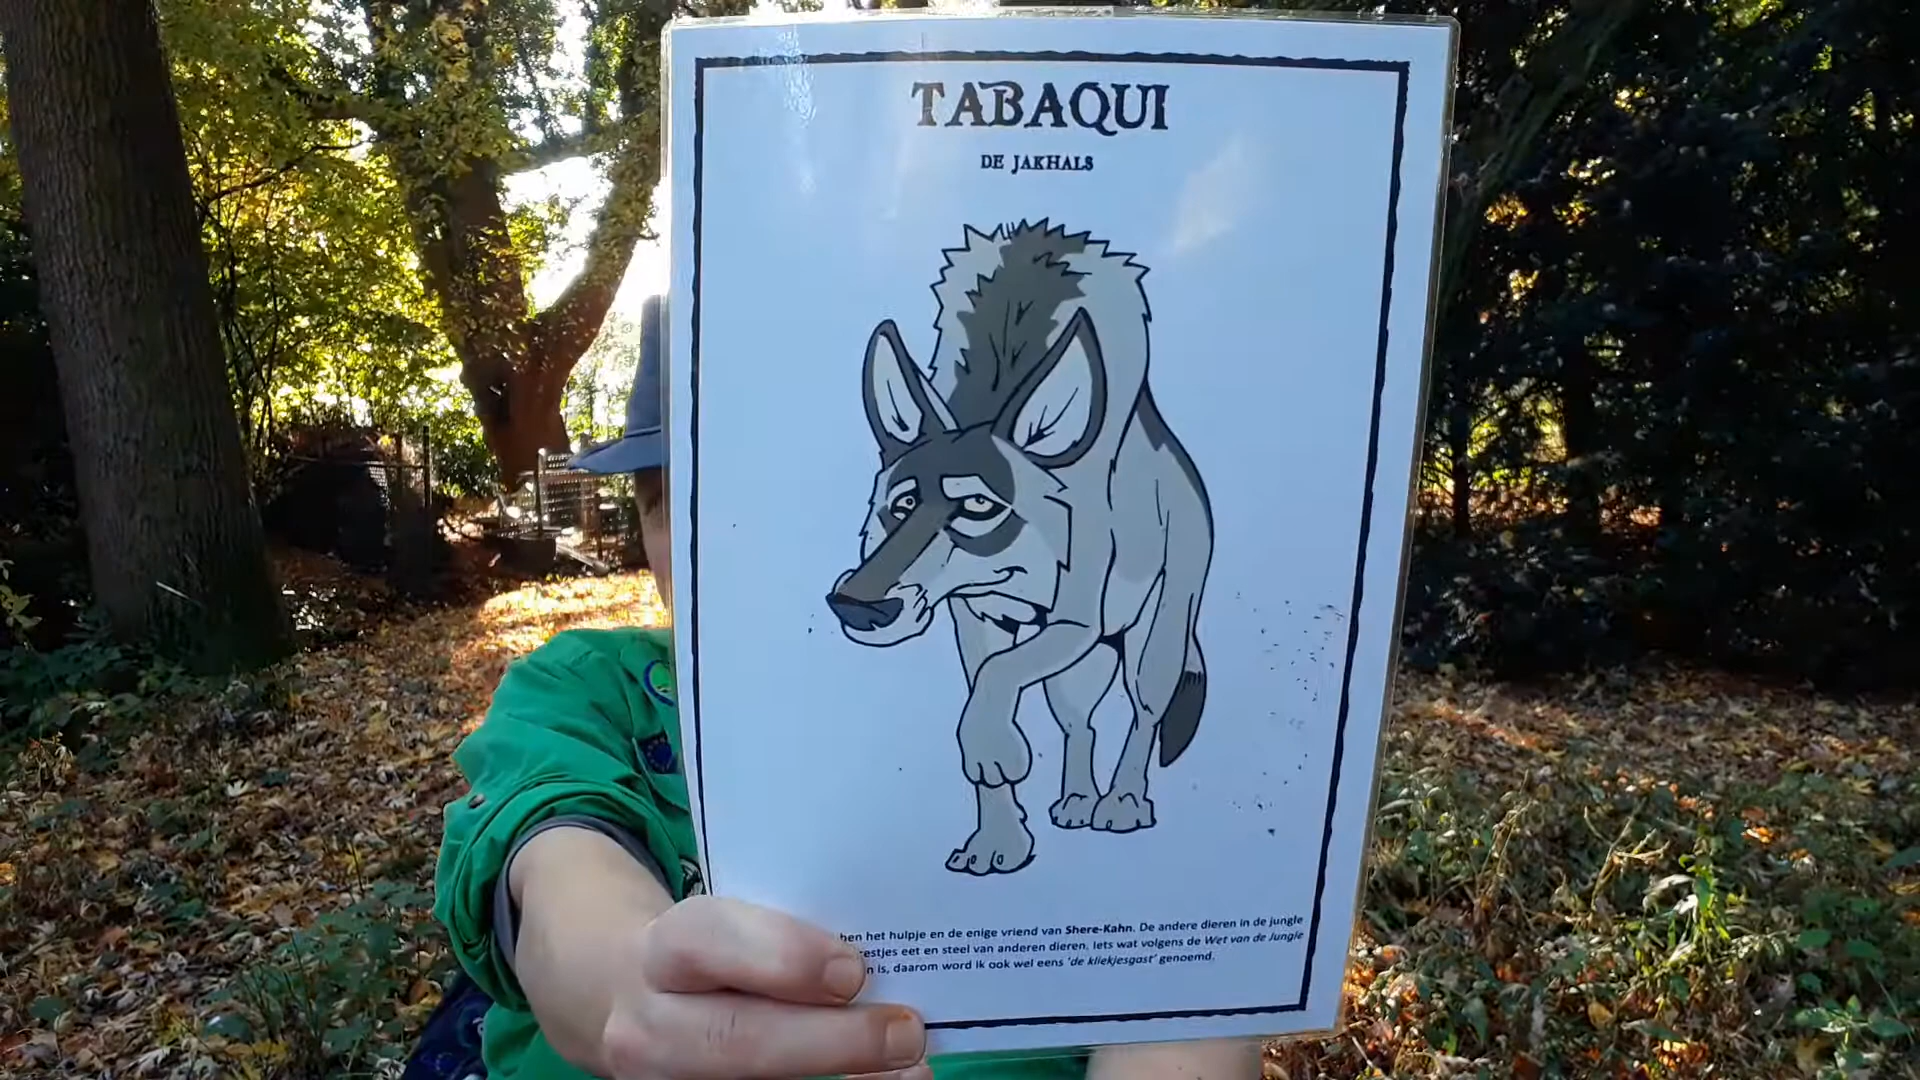 TABAQUI
DE JAKHALS
ben het hulpje en de enige vriend van Shere-Kahn. De andere dieren in de jungle
restjes eet en steel van anderen dieren. Iets wat volgens de Wet van de Jungle
is, daarom word ik ook wel eens 'de kliekjesgast' genoemd.